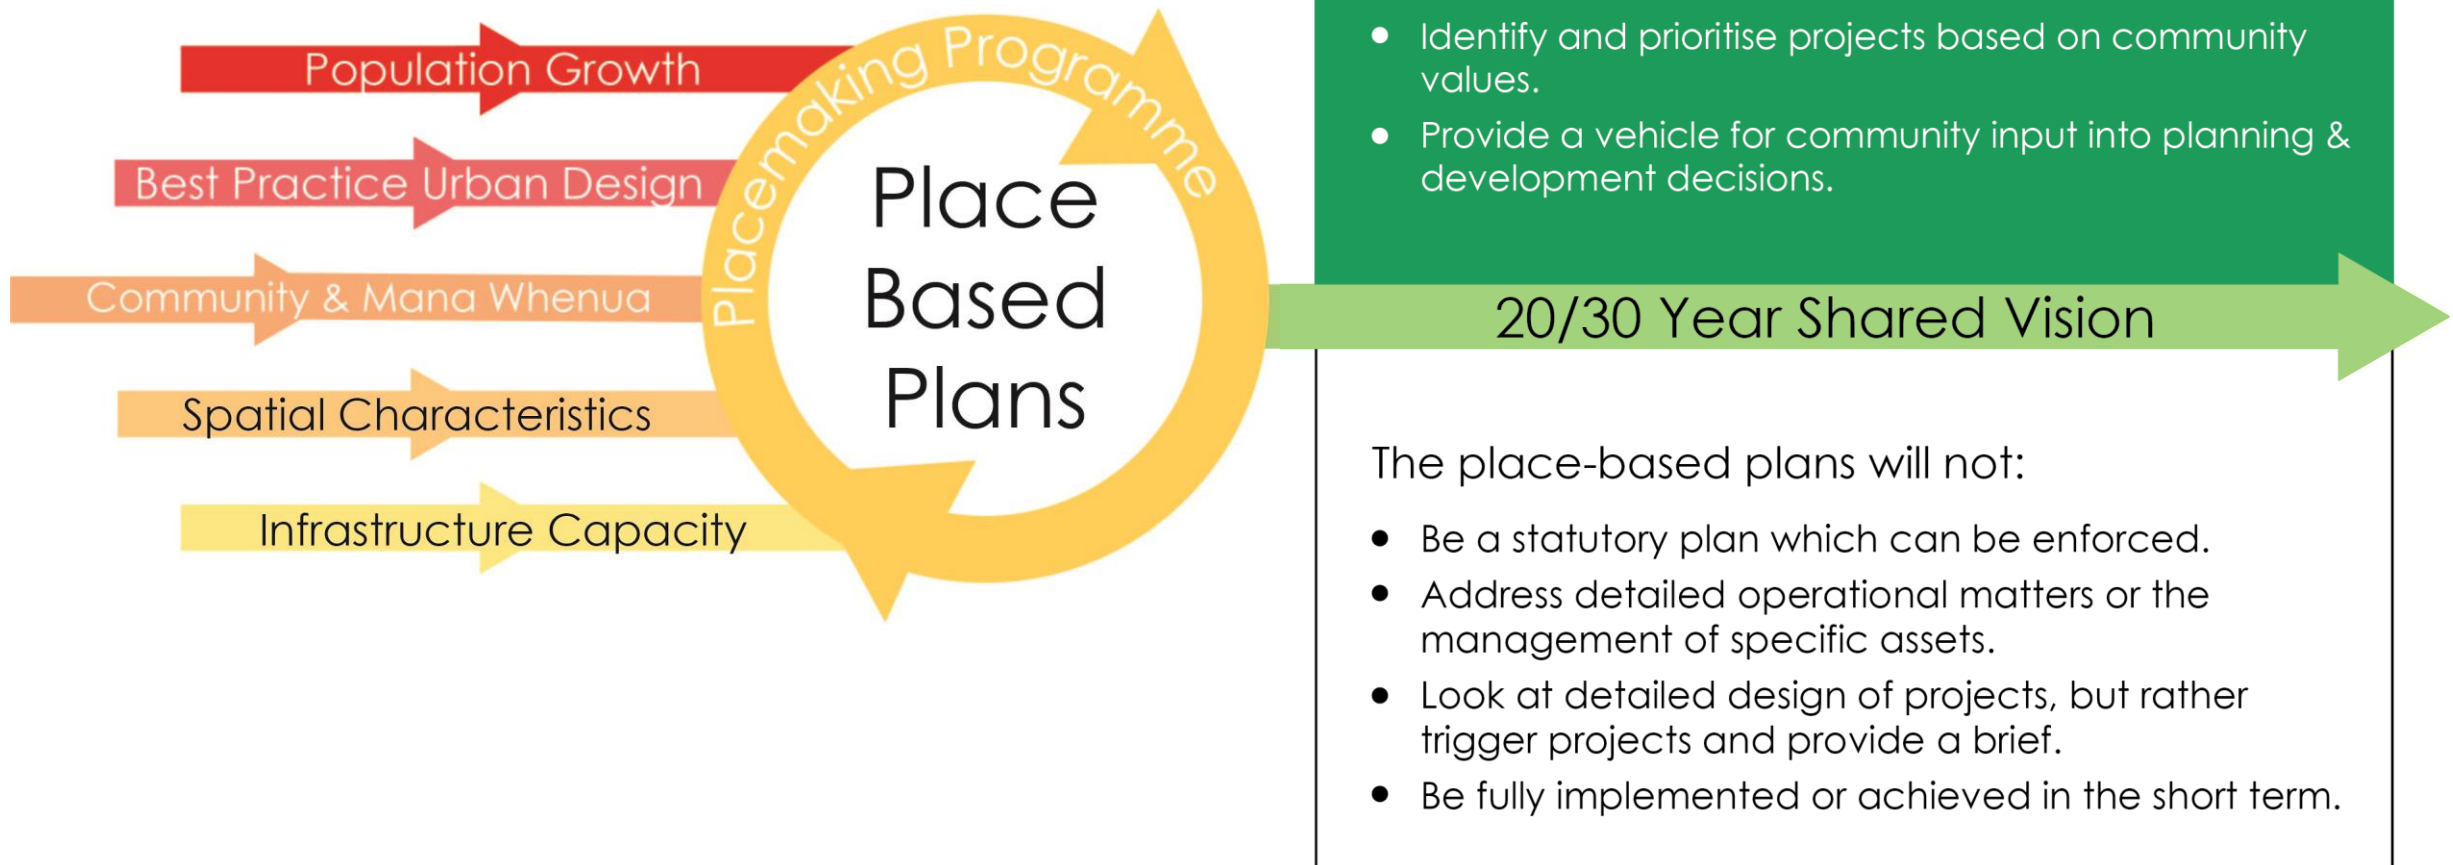 Population Growth
Best Practice Urban Design
Community & Mana Whenua
Spatial Characteristics
Infrastructure Capacity
Placemaking Programme
Place
Based
Plans
● Identify and prioritise projects based on community
values.
● Provide a vehicle for community input into planning &
development decisions.
20/30 Year Shared Vision
The place-based plans will not:
● Be a statutory plan which can be enforced.
● Address detailed operational matters or the
management of specific assets.
● Look at detailed design of projects, but rather
trigger projects and provide a brief.
● Be fully implemented or achieved in the short term.